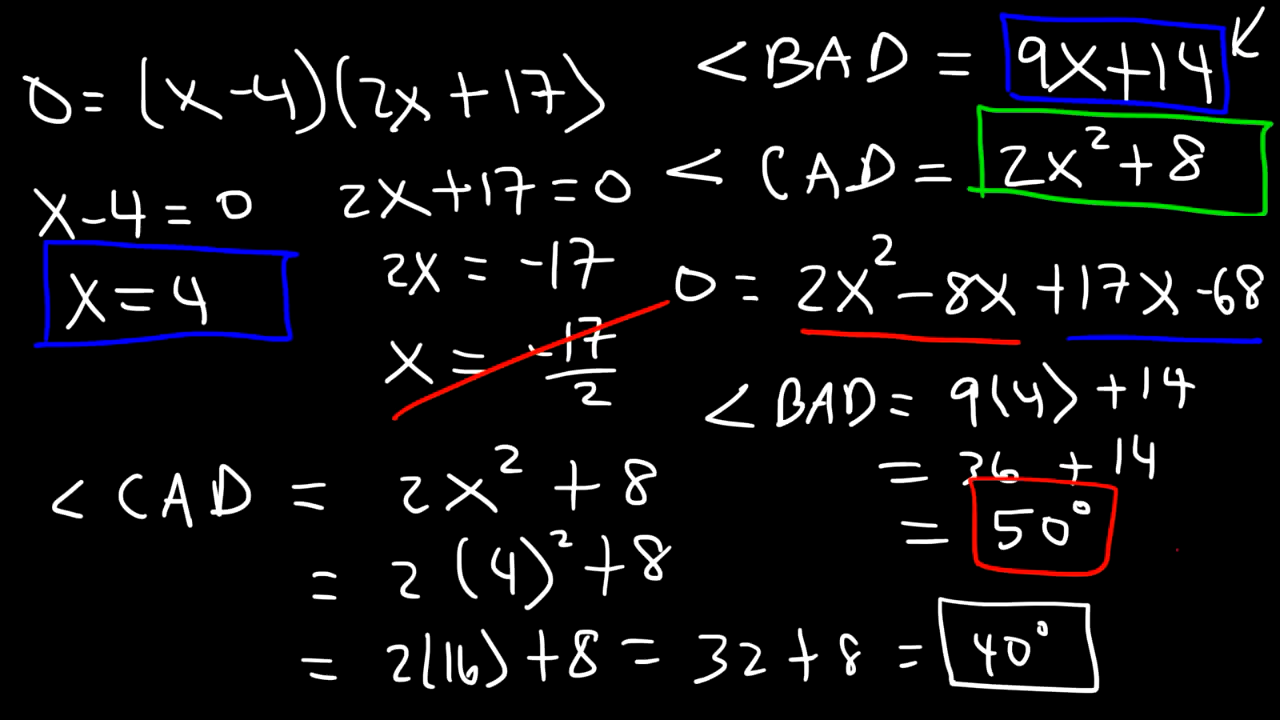 0 = (x-4)(2x+17)
x-4 = 0
x = 4
2x+17 = 0
2x = -17
x = -17/2
< BAD = 9x+14
< CAD = 2x² + 8
0 = 2x² - 8x + 17x - 68
< BAD = 9(4) + 14
= 36 + 14
= 50°
< CAD = 2x² + 8
= 2 (4)² + 8
= 2(16) + 8 = 32 + 8 = 40°